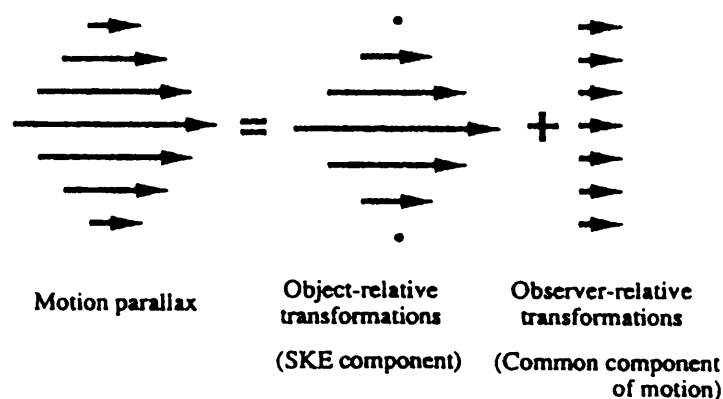 =
+
Motion parallax
Object-relative
transformations
(SKE component)
Observer-relative
transformations
(Common component
of motion)